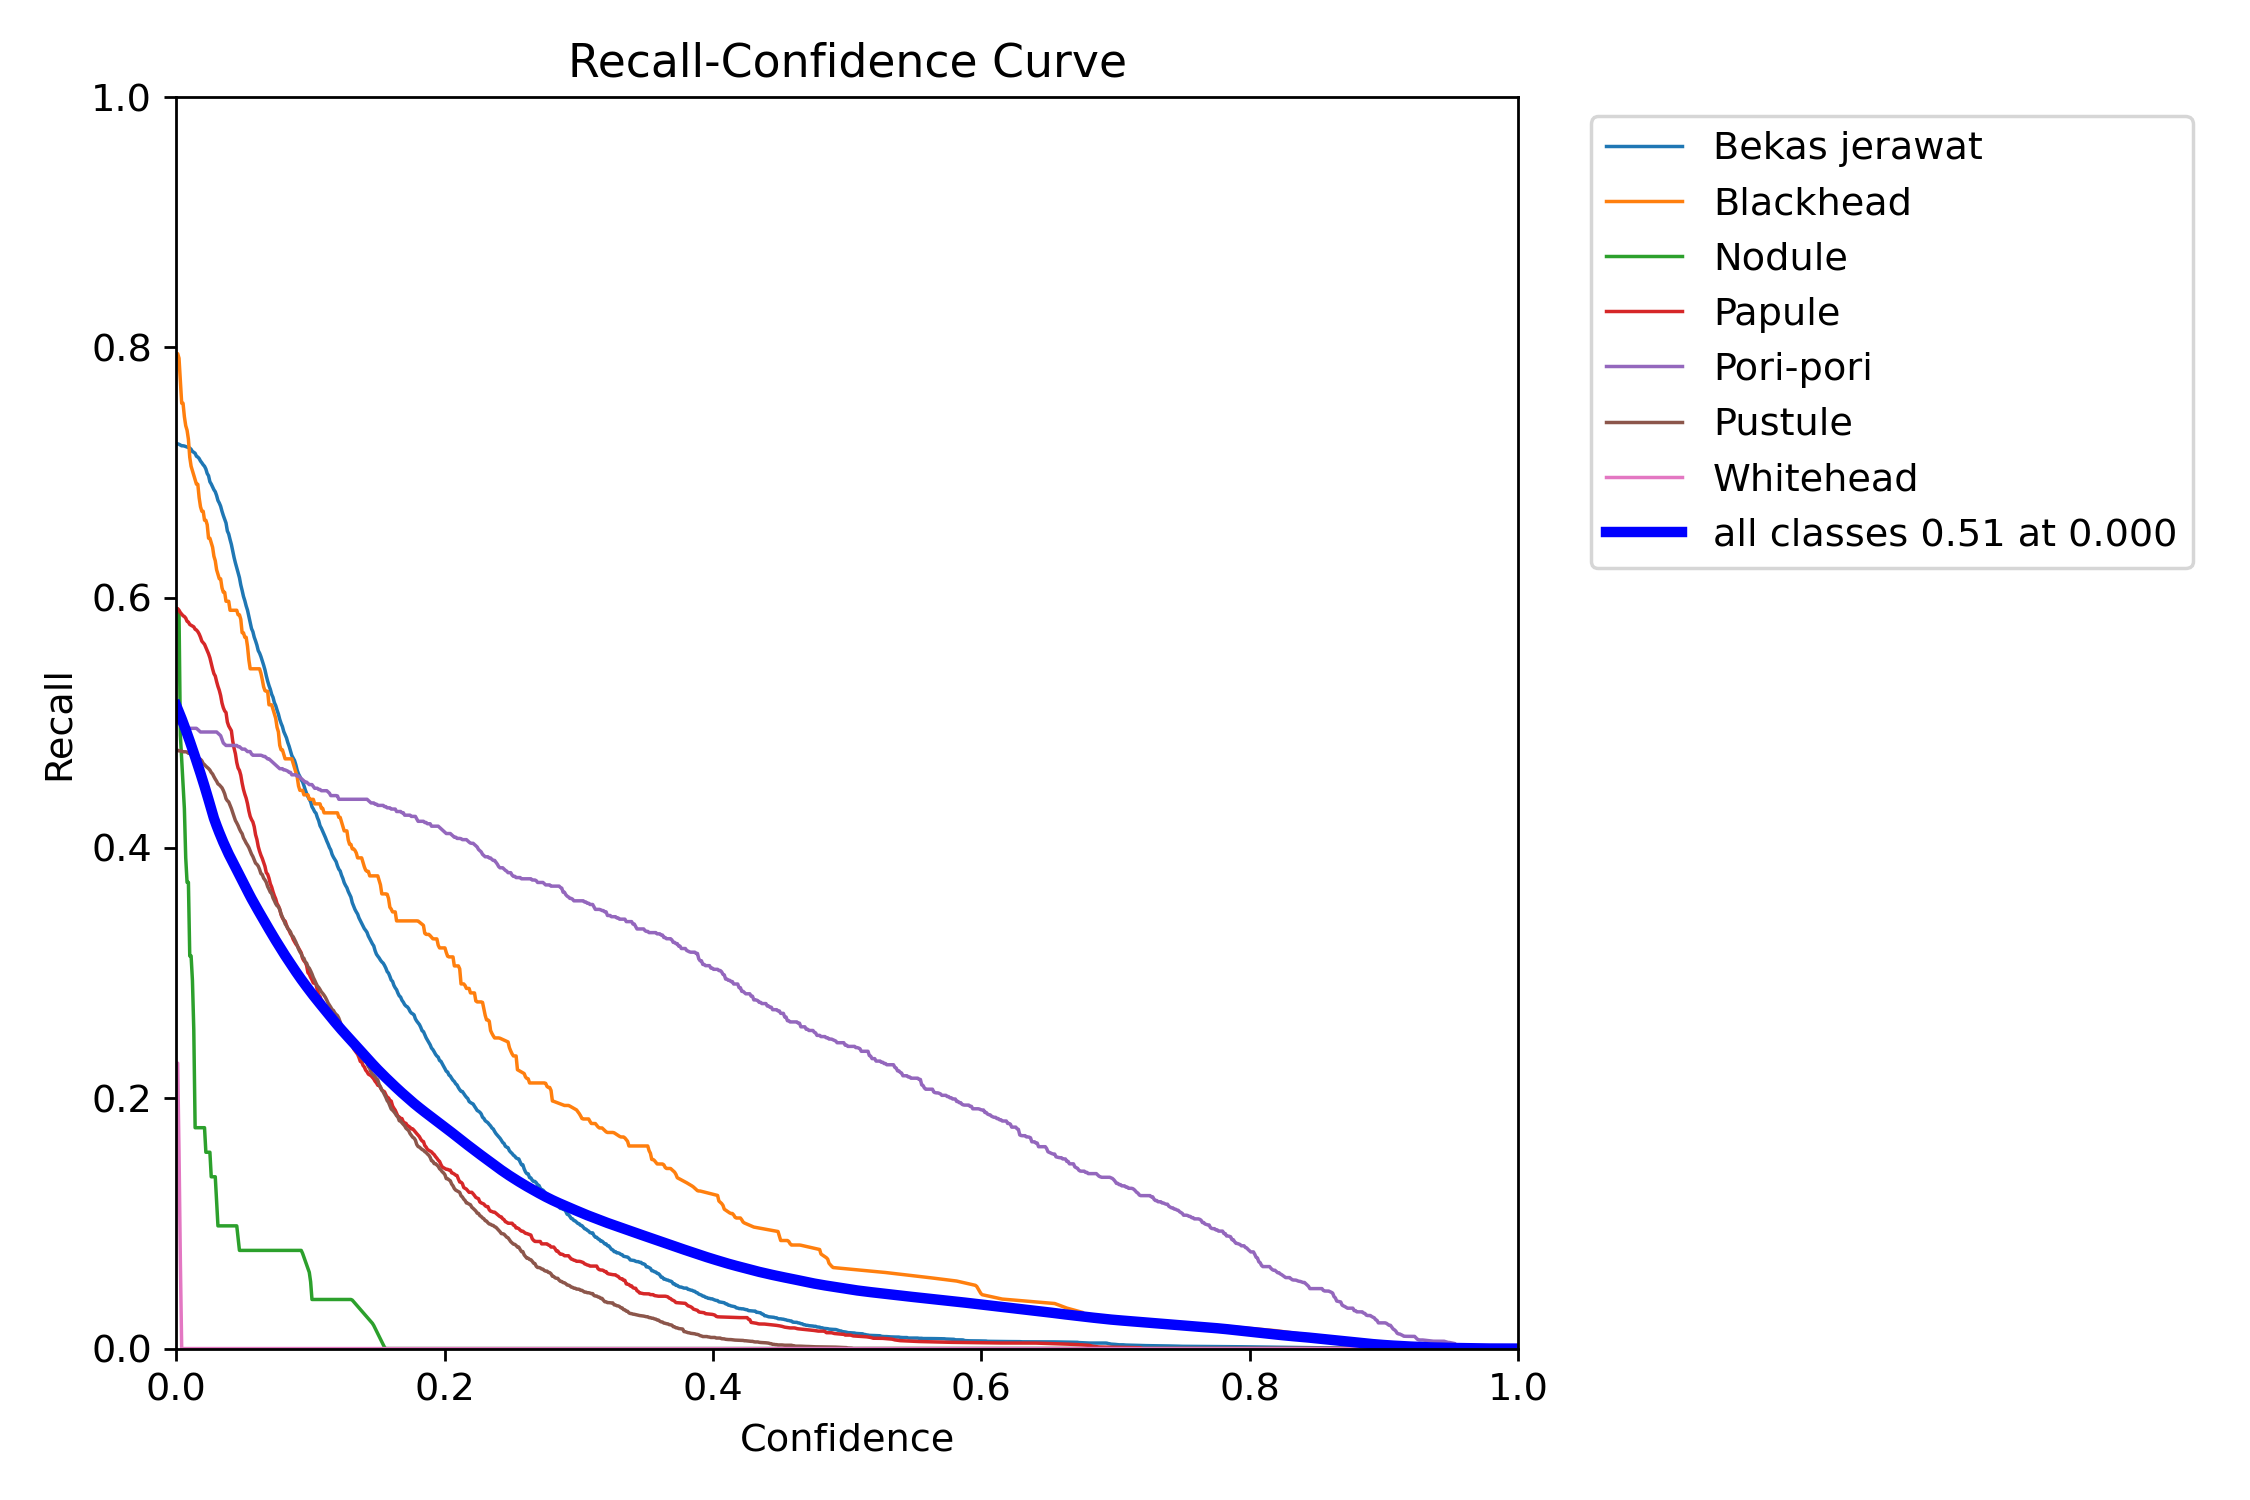 Recall-Confidence Curve
1.0
0.8
0.6
0.4
0.2
0.0
Recall
0.0 0.2 0.4 0.6 0.8 1.0
Confidence
Bekas jerawat
Blackhead
Nodule
Papule
Pori-pori
Pustule
Whitehead
all classes 0.51 at 0.000